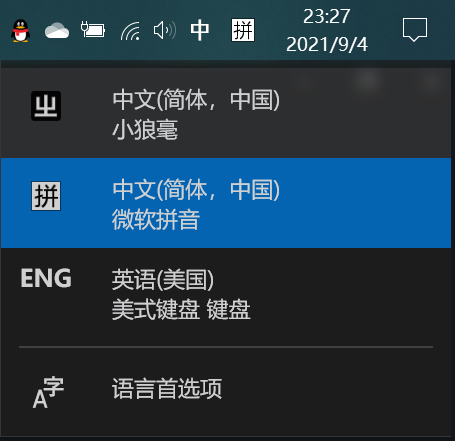 中 拼 23:27
2021/9/4
中文(简体，中国)
小狼毫
拼 中文(简体，中国)
微软拼音
ENG 英语(美国)
美式键盘 键盘
A字 语言首选项